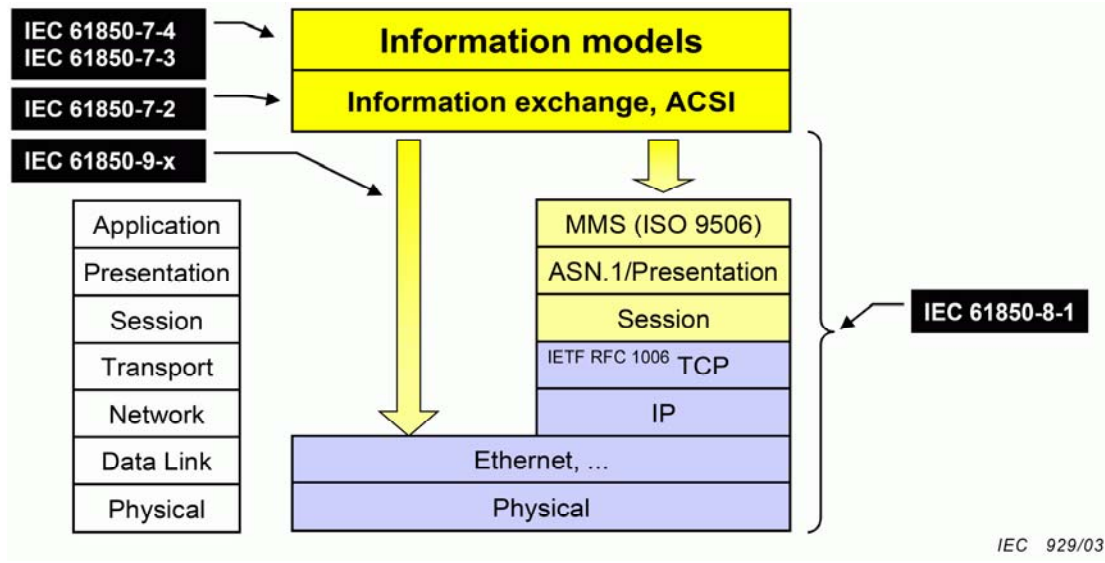 IEC 61850-7-4
IEC 61850-7-3
Information models
IEC 61850-7-2
Information exchange, ACSI
IEC 61850-9-x
Application
Presentation
Session
Transport
Network
Data Link
Physical
MMS (ISO 9506)
ASN.1/Presentation
Session
IETF RFC 1006 TCP
IP
Ethernet, ...
Physical
IEC 61850-8-1
IEC 929/03